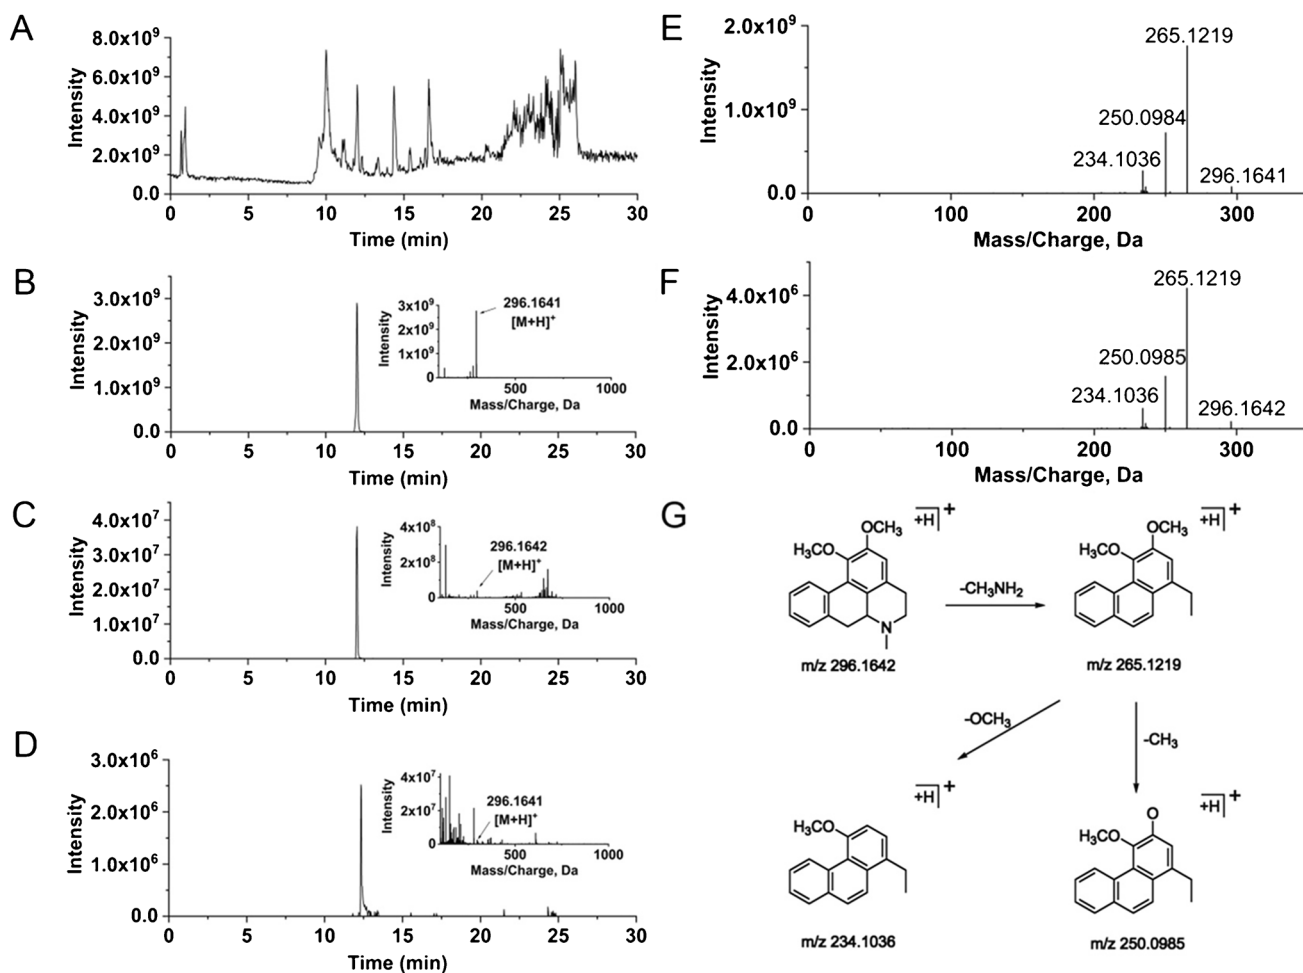 A
8.0x10⁹
6.0x10⁹
4.0x10⁹
2.0x10⁹
0.0
Intensity
0 5 10 15 20 25 30
Time (min)
B
3.0x10⁹
2.0x10⁹
1.0x10⁹
0.0
Intensity
0 5 10 15 20 25 30
Time (min)
3x10⁹
2x10⁹
1x10⁹
0
Intensity
296.1641
[M+H]⁺
500 1000
Mass/Charge, Da
C
4.0x10⁷
3.0x10⁷
2.0x10⁷
1.0x10⁷
0.0
Intensity
0 5 10 15 20 25 30
Time (min)
4x10⁸
2x10⁸
0
Intensity
296.1642
[M+H]⁺
500 1000
Mass/Charge, Da
D
3.0x10⁶
2.0x10⁶
1.0x10⁶
0.0
Intensity
0 5 10 15 20 25 30
Time (min)
4x10⁷
2x10⁷
0
Intensity
296.1641
[M+H]⁺
500 1000
Mass/Charge, Da
E
2.0x10⁹
1.0x10⁹
0.0
Intensity
265.1219
250.0984
234.1036
296.1641
0 100 200 300
Mass/Charge, Da
F
4.0x10⁶
2.0x10⁶
0.0
Intensity
265.1219
250.0985
234.1036
296.1642
0 100 200 300
Mass/Charge, Da
G
+H +
OCH₃
H₃CO
N
m/z 296.1642
-CH₃NH₂
+H +
OCH₃
H₃CO
m/z 265.1219
-OCH₃
-CH₃
+H +
H₃CO
m/z 234.1036
+H +
O
H₃CO
m/z 250.0985